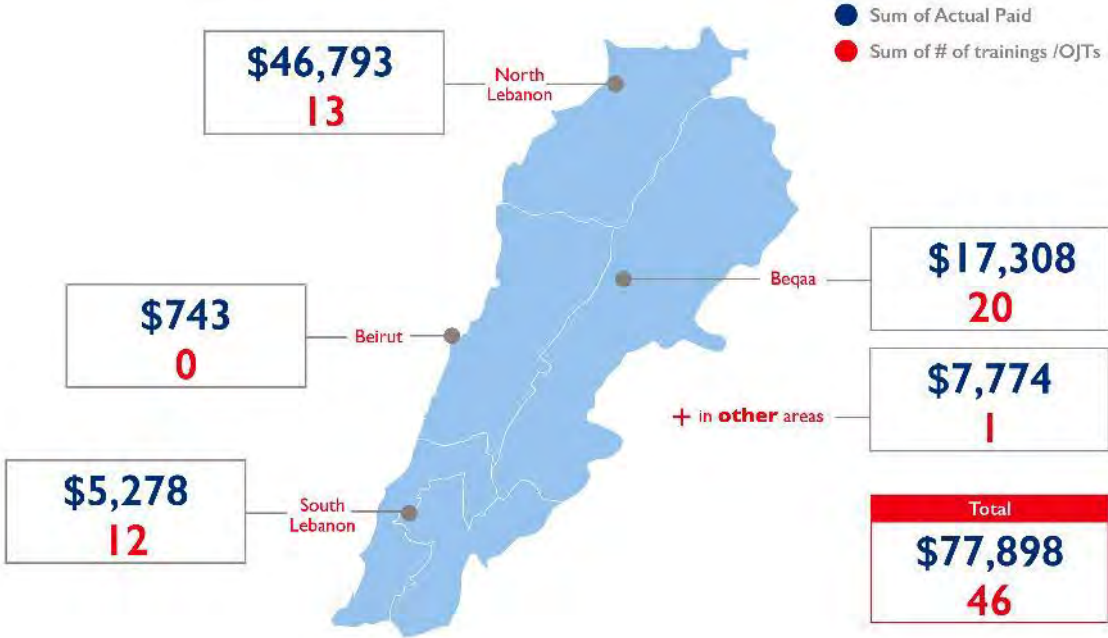 Sum of Actual Paid
Sum of # of trainings /OJTs
$46,793
13
North
Lebanon
$17,308
20
Beqaa
$743
0
Beirut
$7,774
1
+ in other areas
$5,278
12
South
Lebanon
Total
$77,898
46